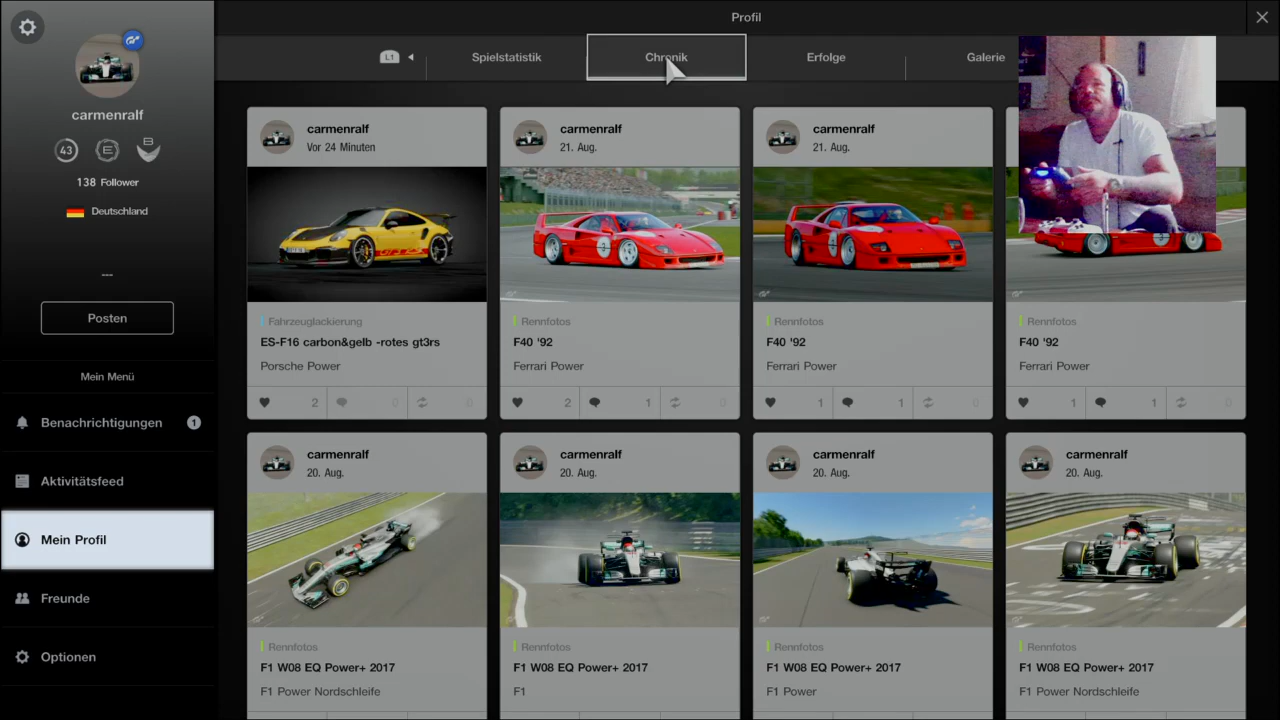 Profil
L1
Spielstatistik
Chronik
Erfolge
Galerie
carmenralf
43
E
B
138 Follower
Deutschland
---
Posten
Mein Menü
Benachrichtigungen 1
Aktivitätsfeed
Mein Profil
Freunde
Optionen
carmenralf
Vor 24 Minuten
Fahrzeuglackierung
ES-F16 carbon&gelb -rotes gt3rs
Porsche Power
2 0 0
carmenralf
21. Aug.
Rennfotos
F40 '92
Ferrari Power
2 1 0
carmenralf
21. Aug.
Rennfotos
F40 '92
Ferrari Power
1 1 0
Rennfotos
F40 '92
Ferrari Power
1 1 0
carmenralf
20. Aug.
Rennfotos
F1 W08 EQ Power+ 2017
F1 Power Nordschleife
carmenralf
20. Aug.
Rennfotos
F1 W08 EQ Power+ 2017
F1
carmenralf
20. Aug.
Rennfotos
F1 W08 EQ Power+ 2017
F1 Power
carmenralf
20. Aug.
Rennfotos
F1 W08 EQ Power+ 2017
F1 Power Nordschleife